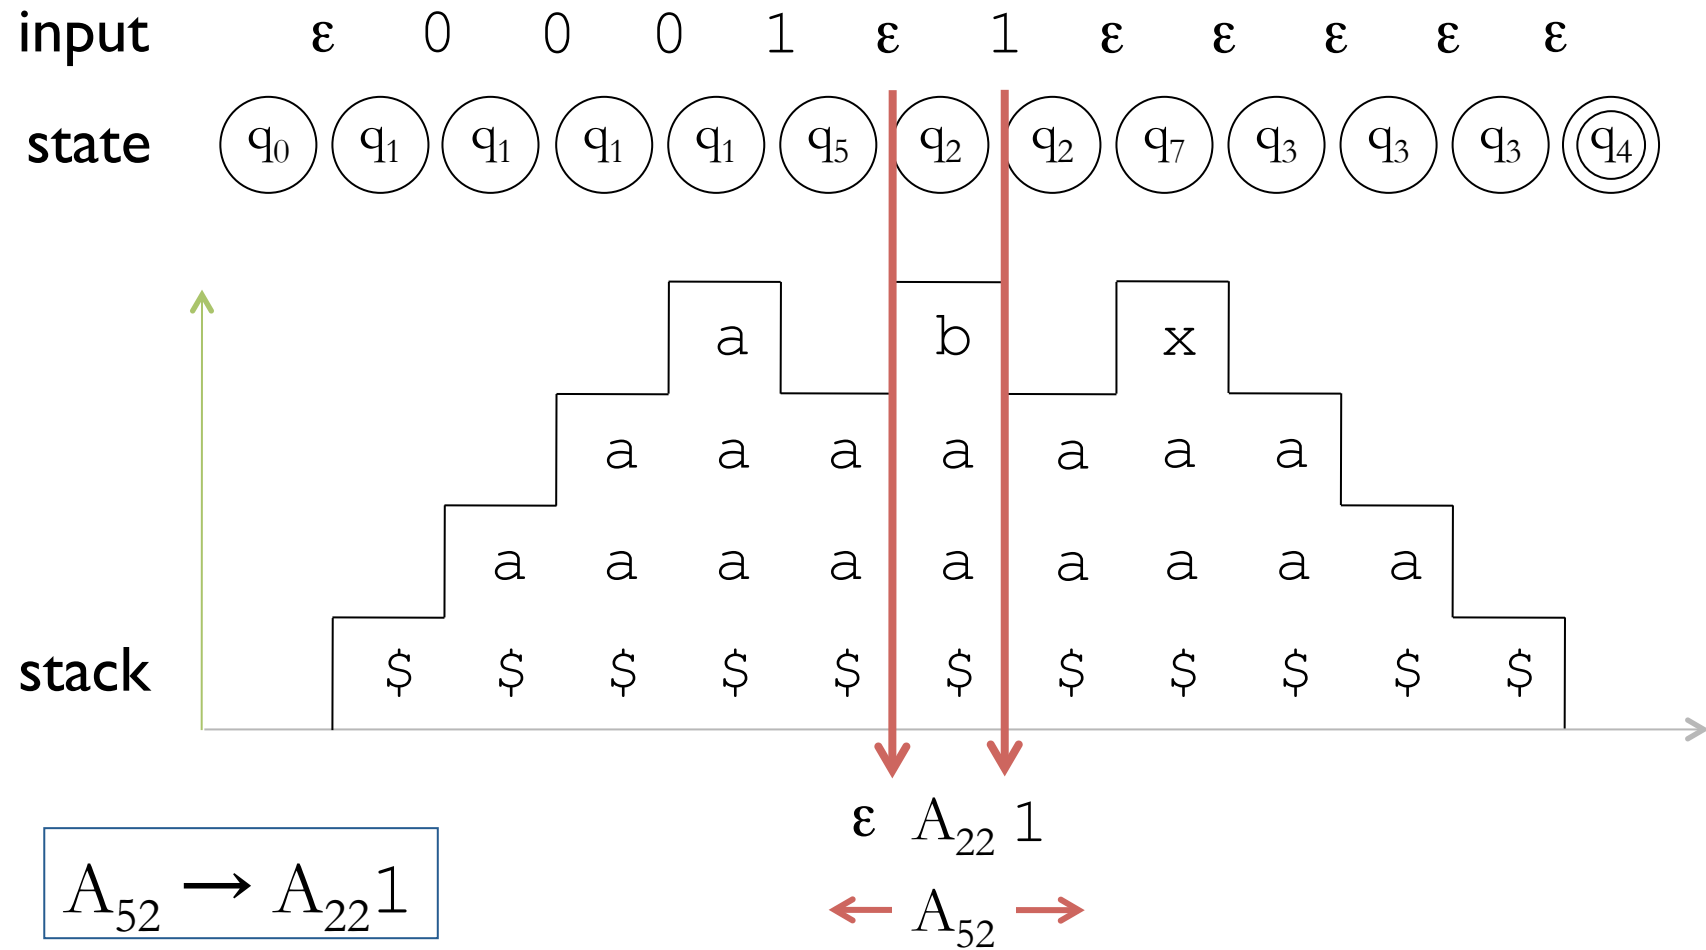 input ε 0 0 0 1 ε 1 ε ε ε ε ε
state q₀ q₁ q₁ q₁ q₁ q₅ q₂ q₂ q₇ q₃ q₃ q₃ q₄
a b x
a a a a a a a
a a a a a a a a a
stack $ $ $ $ $ $ $ $ $ $ $
ε A₂₂ 1
A₅₂ → A₂₂1
A₅₂